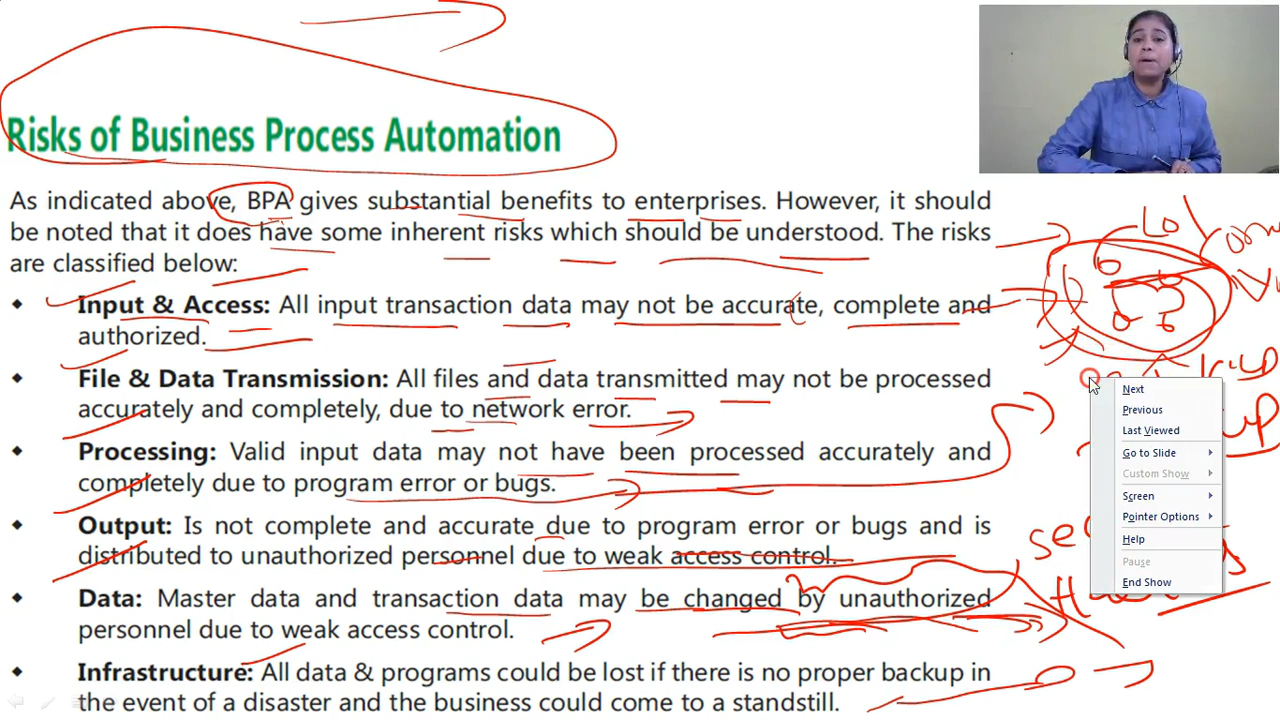 Risks of Business Process Automation
As indicated above, BPA gives substantial benefits to enterprises. However, it should
be noted that it does have some inherent risks which should be understood. The risks
are classified below:
◆ Input & Access: All input transaction data may not be accurate, complete and
authorized.
◆ File & Data Transmission: All files and data transmitted may not be processed
accurately and completely, due to network error.
◆ Processing: Valid input data may not have been processed accurately and
completely due to program error or bugs.
◆ Output: Is not complete and accurate due to program error or bugs and is
distributed to unauthorized personnel due to weak access control.
◆ Data: Master data and transaction data may be changed by unauthorized
personnel due to weak access control.
◆ Infrastructure: All data & programs could be lost if there is no proper backup in
the event of a disaster and the business could come to a standstill.
Next
Previous
Last Viewed
Go to Slide
Custom Show
Screen
Pointer Options
Help
Pause
End Show